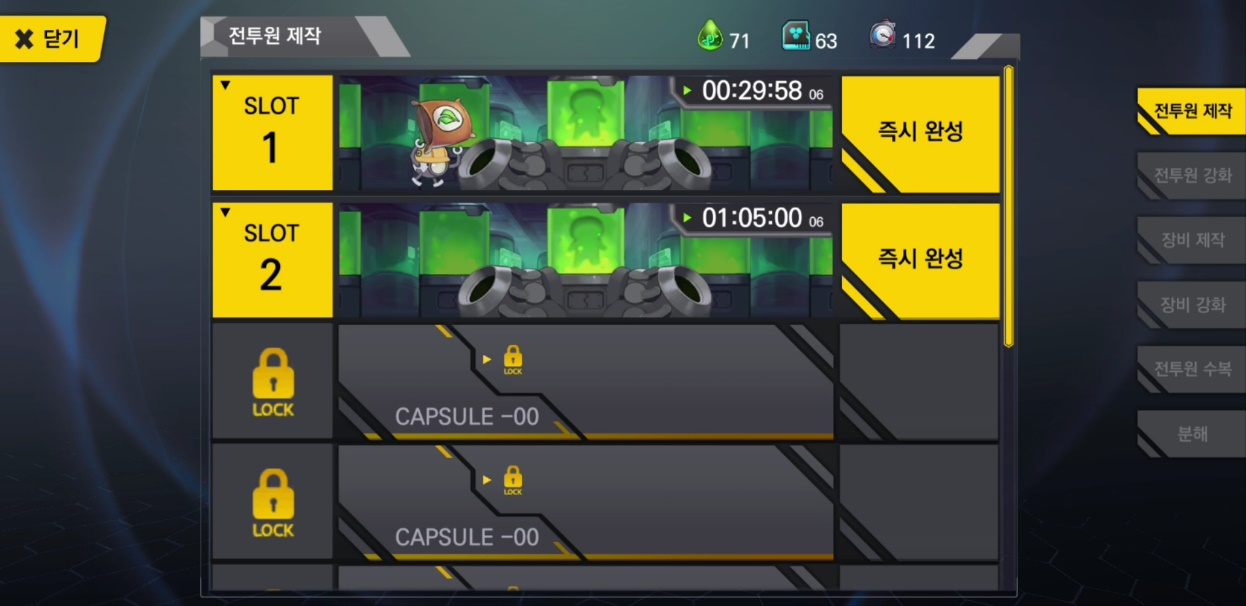 닫기
전투원 제작
71
63
112
SLOT
1
00:29:58 06
즉시 완성
SLOT
2
01:05:00 06
즉시 완성
LOCK
LOCK
CAPSULE -00
LOCK
LOCK
CAPSULE -00
전투원 제작
전투원 강화
장비 제작
장비 강화
전투원 수복
분해